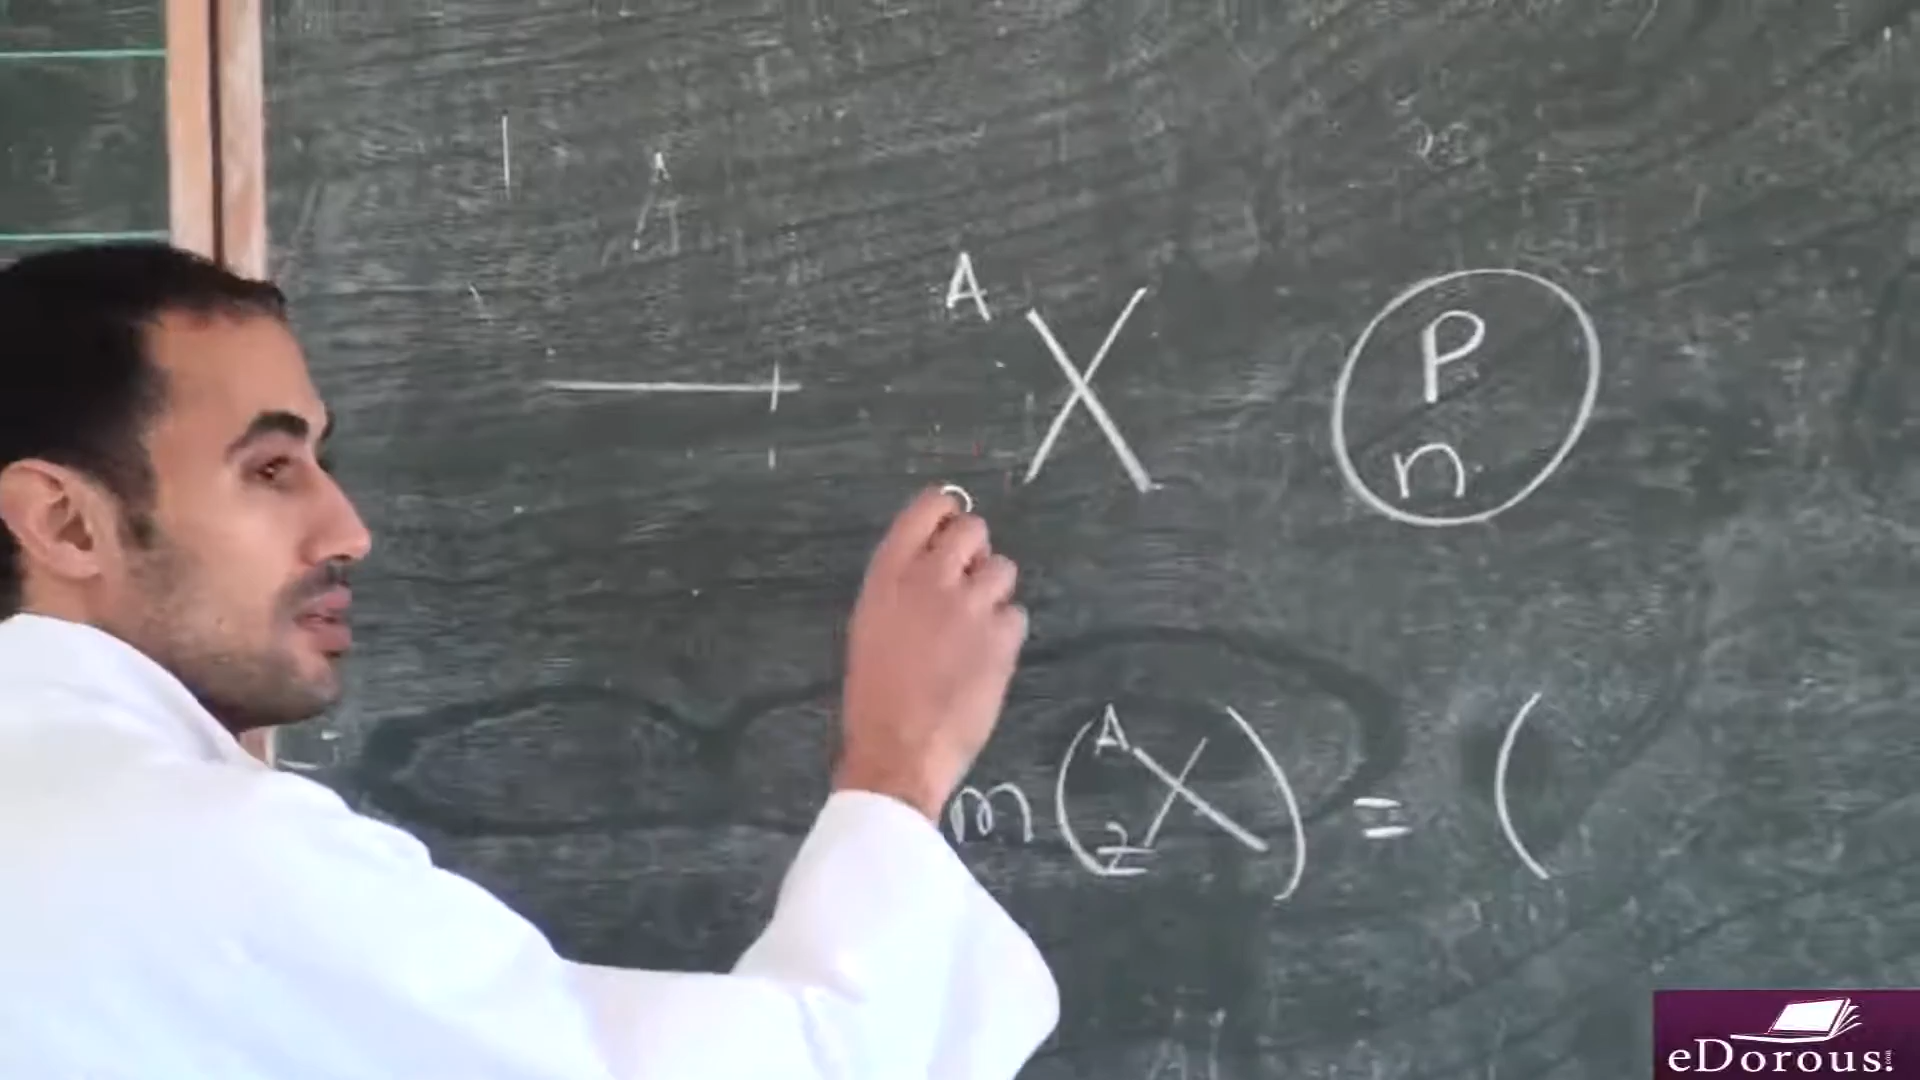 A
X
P
n
m(A Z X) = (
eDorous